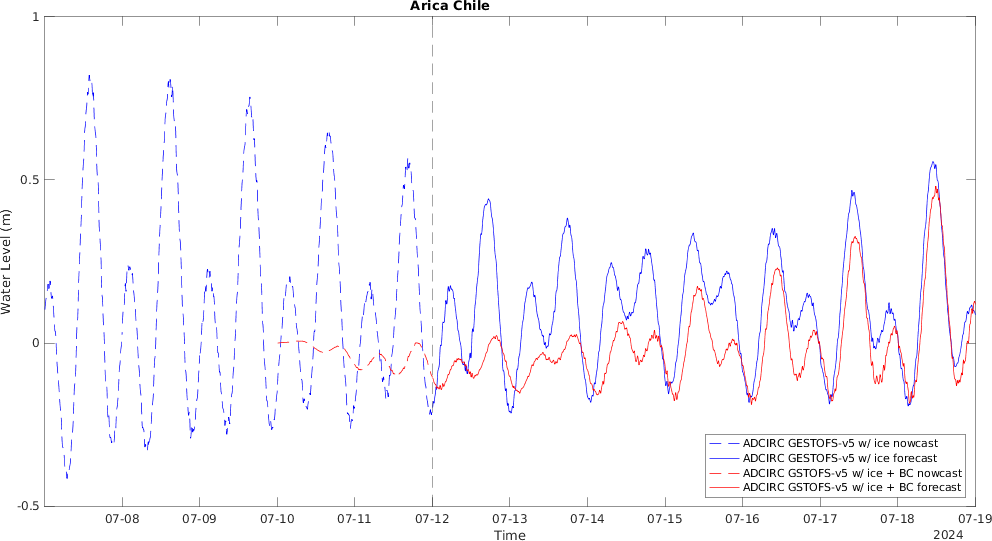 Arica Chile
Water Level (m)
1
0.5
0
-0.5
07-08 07-09 07-10 07-11 07-12 07-13 07-14 07-15 07-16 07-17 07-18 07-19
Time
2024
ADCIRC GESTOFS-v5 w/ ice nowcast
ADCIRC GESTOFS-v5 w/ ice forecast
ADCIRC GSTOFS-v5 w/ ice + BC nowcast
ADCIRC GSTOFS-v5 w/ ice + BC forecast